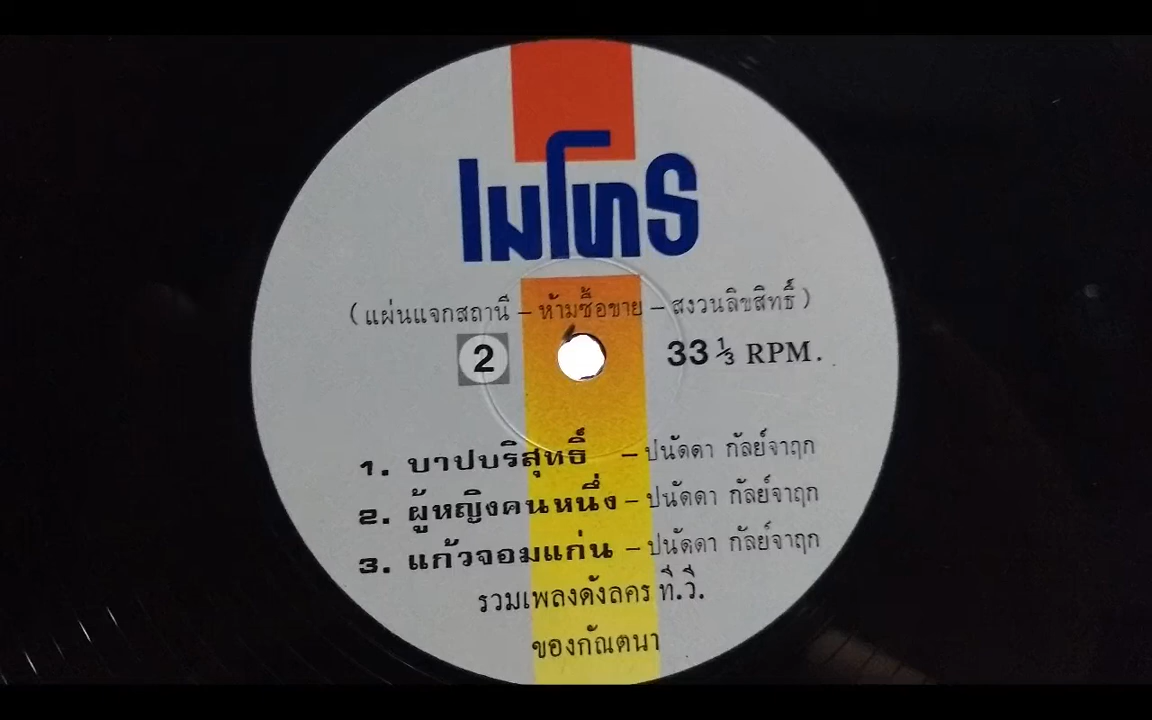 เมโทร
(แผ่นแจกสถานี – ห้ามซื้อขาย – สงวนลิขสิทธิ์)
2 33⅓ RPM.
1. บาปบริสุทธิ์ – ปนัดดา กัลย์จาฤก
2. ผู้หญิงคนหนึ่ง – ปนัดดา กัลย์จาฤก
3. แก้วจอมแก่น – ปนัดดา กัลย์จาฤก
รวมเพลงดังละคร ที.วี.
ของกันตนา